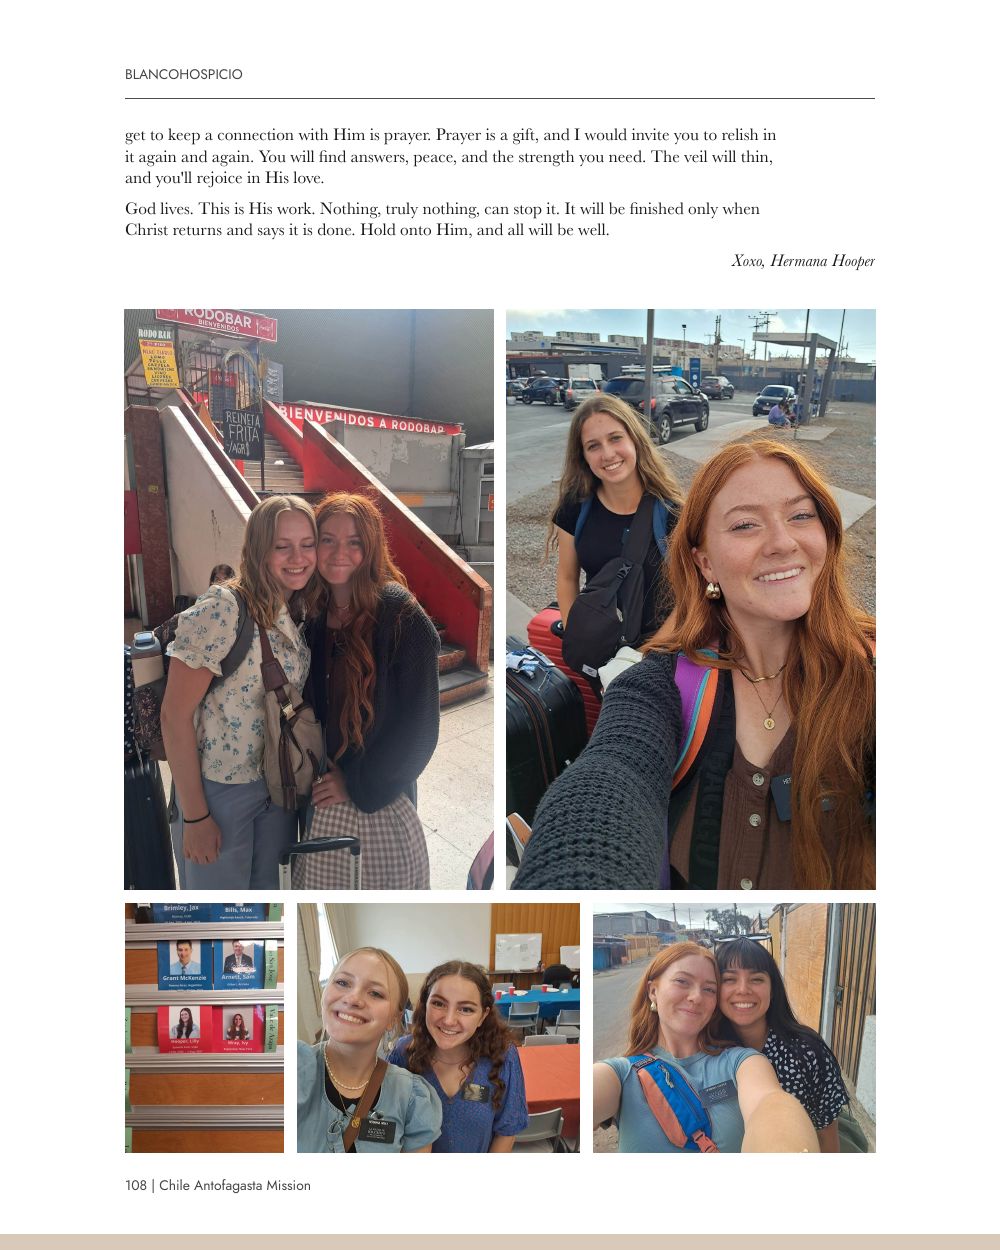 BLANCOHOSPICIO
get to keep a connection with Him is prayer. Prayer is a gift, and I would invite you to relish in
it again and again. You will find answers, peace, and the strength you need. The veil will thin,
and you'll rejoice in His love.
God lives. This is His work. Nothing, truly nothing, can stop it. It will be finished only when
Christ returns and says it is done. Hold onto Him, and all will be well.
Xoxo, Hermana Hooper
RODOBAR
BIENVENIDOS
RODO BAR
BIENVENIDOS A RODOBAR
REINETA
FRITA
Brimley, Jax
Bills, Max
Grant McKenzie
Arnett, Sam
Hooper, Lilly
Wray, Ivy
108 | Chile Antofagasta Mission